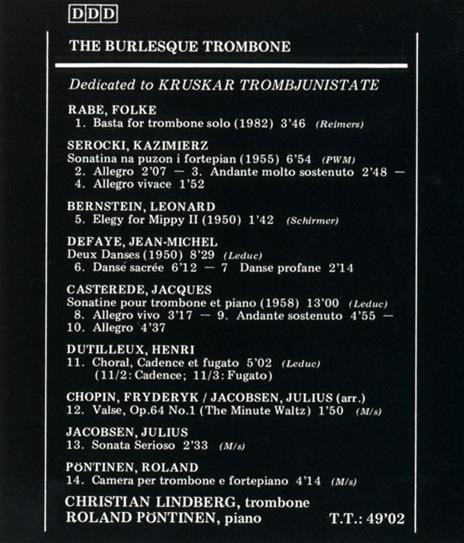 DDD
THE BURLESQUE TROMBONE
Dedicated to KRUSKAR TROMBJUNISTATE
RABE, FOLKE
1. Basta for trombone solo (1982) 3'46 (Reimers)
SEROCKI, KAZIMIERZ
Sonatina na puzon i fortepian (1955) 6'54 (PWM)
2. Allegro 2'07 — 3. Andante molto sostenuto 2'48 —
4. Allegro vivace 1'52
BERNSTEIN, LEONARD
5. Elegy for Mippy II (1950) 1'42 (Schirmer)
DEFAYE, JEAN-MICHEL
Deux Danses (1950) 8'29 (Leduc)
6. Danse sacrée 6'12 — 7 Danse profane 2'14
CASTEREDE, JACQUES
Sonatine pour trombone et piano (1958) 13'00 (Leduc)
8. Allegro vivo 3'17 — 9. Andante sostenuto 4'55 —
10. Allegro 4'37
DUTILLEUX, HENRI
11. Choral, Cadence et fugato 5'02 (Leduc)
(11/2: Cadence; 11/3: Fugato)
CHOPIN, FRYDERYK / JACOBSEN, JULIUS (arr.)
12. Valse, Op.64 No.1 (The Minute Waltz) 1'50 (M/s)
JACOBSEN, JULIUS
13. Sonata Serioso 2'33 (M/s)
PÖNTINEN, ROLAND
14. Camera per trombone e fortepiano 4'14 (M/s)
CHRISTIAN LINDBERG, trombone
ROLAND PÖNTINEN, piano T.T.: 49'02